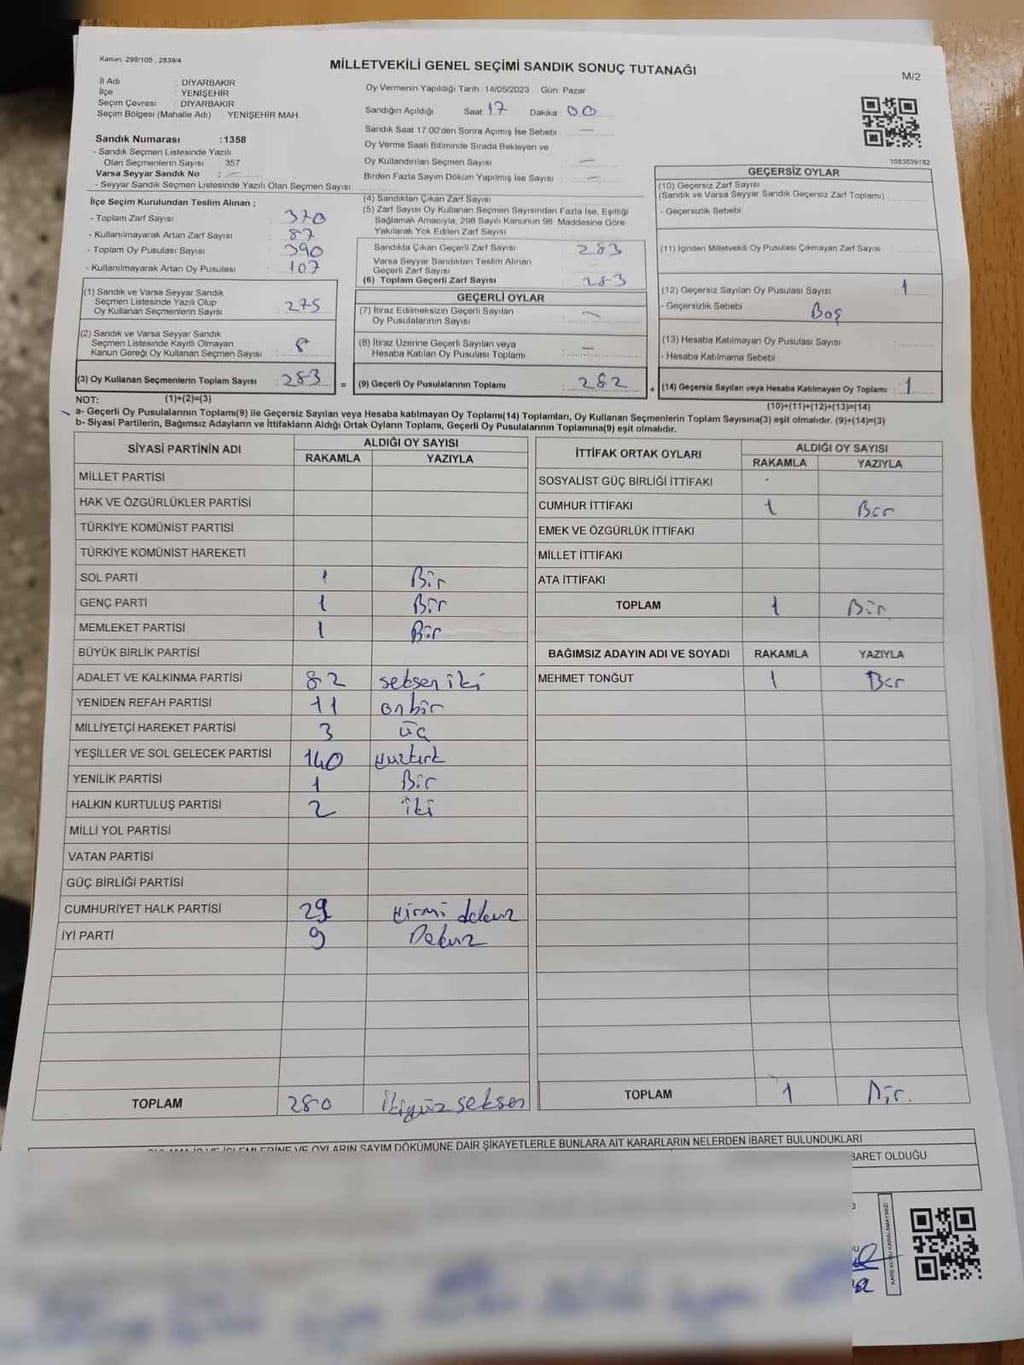 Kanun, 298/105 , 2839/4
MİLLETVEKİLİ GENEL SEÇİMİ SANDIK SONUÇ TUTANAĞI
M/2
İl Adı : DİYARBAKIR
İlçe : YENİŞEHİR
Seçim Çevresi : DİYARBAKIR
Seçim Bölgesi (Mahalle Adı) YENİŞEHİR MAH.
Oy Vermenin Yapıldığı Tarih 14/05/2023 Gün: Pazar
Sandığın Açıldığı Saat: 17 Dakika : 00
Sandık Saat 17.00'den Sonra Açımış İse Sebebi : —
Oy Verme Saati Bitiminde Sırada Bekleyen ve
Oy Kullandırılan Seçmen Sayısı : —
Birden Fazla Sayım Döküm Yapılmış İse Sayısı : —
1083839182
Sandık Numarası : 1358
- Sandık Seçmen Listesinde Yazılı
Olan Seçmenlerin Sayısı 357
Varsa Seyyar Sandık No : —
- Seyyar Sandık Seçmen Listesinde Yazılı Olan Seçmen Sayısı:
İlçe Seçim Kurulundan Teslim Alınan ;
- Toplam Zarf Sayısı : 370
- Kullanılmayarak Artan Zarf Sayısı : 87
- Toplam Oy Pusulası Sayısı : 390
- Kullanılmayarak Artan Oy Pusulası : 107
(1) Sandık ve Varsa Seyyar Sandık
Seçmen Listesinde Yazılı Olup
Oy Kullanan Seçmenlerin Sayısı : 275
(2) Sandık ve Varsa Seyyar Sandık
Seçmen Listesinde Kayıtlı Olmayan
Kanun Gereği Oy Kullanan Seçmen Sayısı : 8
(3) Oy Kullanan Seçmenlerin Toplam Sayısı : 283 =
(1)+(2)=(3)
(4) Sandıktan Çıkan Zarf Sayısı
(5) Zarf Sayısı Oy Kullanan Seçmen Sayısından Fazla İse, Eşitliği
Sağlamak Amacıyla, 298 Sayılı Kanunun 98. Maddesine Göre
Yakılarak Yok Edilen Zarf Sayısı
Sandıkta Çıkan Geçerli Zarf Sayısı : 283
Varsa Seyyar Sandıktan Teslim Alınan
Geçerli Zarf Sayısı
(6) Toplam Geçerli Zarf Sayısı : 283
GEÇERLİ OYLAR
(7) İtiraz Edilmeksizin Geçerli Sayılan
Oy Pusulalarının Sayısı : —
(8) İtiraz Üzerine Geçerli Sayılan veya
Hesaba Katılan Oy Pusulası Toplamı : —
(9) Geçerli Oy Pusulalarının Toplamı : 282 +
GEÇERSİZ OYLAR
(10) Geçersiz Zarf Sayısı
(Sandık ve Varsa Seyyar Sandık Geçersiz Zarf Toplamı)
- Geçersizlik Sebebi
(11) İçinden Milletvekili Oy Pusulası Çıkmayan Zarf Sayısı
(12) Geçersiz Sayılan Oy Pusulası Sayısı : 1
- Geçersizlik Sebebi : Boş
(13) Hesaba Katılmayan Oy Pusulası Sayısı
- Hesaba Katılmama Sebebi
(14) Geçersiz Sayılan veya Hesaba Katılmayan Oy Toplamı : 1
(10)+(11)+(12)+(13)=(14)
NOT:
a- Geçerli Oy Pusulalarının Toplamı(9) ile Geçersiz Sayılan veya Hesaba katılmayan Oy Toplamı(14) Toplamları, Oy Kullanan Seçmenlerin Toplam Sayısına(3) eşit olmalıdır. (9)+(14)=(3)
b- Siyasi Partilerin, Bağımsız Adayların ve İttifakların Aldığı Ortak Oyların Toplamı, Geçerli Oy Pusulalarının Toplamına(9) eşit olmalıdır.
SİYASİ PARTİNİN ADI ALDIĞI OY SAYISI
RAKAMLA YAZIYLA
MİLLET PARTİSİ
HAK VE ÖZGÜRLÜKLER PARTİSİ
TÜRKİYE KOMÜNİST PARTİSİ
TÜRKİYE KOMÜNİST HAREKETİ
SOL PARTİ 1 Bir
GENÇ PARTİ 1 Bir
MEMLEKET PARTİSİ 1 Bir
BÜYÜK BİRLİK PARTİSİ
ADALET VE KALKINMA PARTİSİ 82 seksen iki
YENİDEN REFAH PARTİSİ 11 onbir
MİLLİYETÇİ HAREKET PARTİSİ 3 üç
YEŞİLLER VE SOL GELECEK PARTİSİ 140 yüzkırk
YENİLİK PARTİSİ 1 Bir
HALKIN KURTULUŞ PARTİSİ 2 iki
MİLLİ YOL PARTİSİ
VATAN PARTİSİ
GÜÇ BİRLİĞİ PARTİSİ
CUMHURİYET HALK PARTİSİ 29 yirmi dokuz
İYİ PARTİ 9 Dokuz
TOPLAM 280 İkiyüz seksen
İTTİFAK ORTAK OYLARI ALDIĞI OY SAYISI
RAKAMLA YAZIYLA
SOSYALİST GÜÇ BİRLİĞİ İTTİFAKI -
CUMHUR İTTİFAKI 1 Bir
EMEK VE ÖZGÜRLÜK İTTİFAKI
MİLLET İTTİFAKI
ATA İTTİFAKI
TOPLAM 1 Bir
BAĞIMSIZ ADAYIN ADI VE SOYADI RAKAMLA YAZIYLA
MEHMET TONĞUT 1 Bir
TOPLAM 1 Bir.
OYLARIN SAYIM DÖKÜMÜNE DAİR ŞİKAYETLERLE BUNLARA AİT KARARLARIN NELERDEN İBARET BULUNDUKLARI
BARET OLDUĞU
KARE KODU KARALAMAYINIZ!